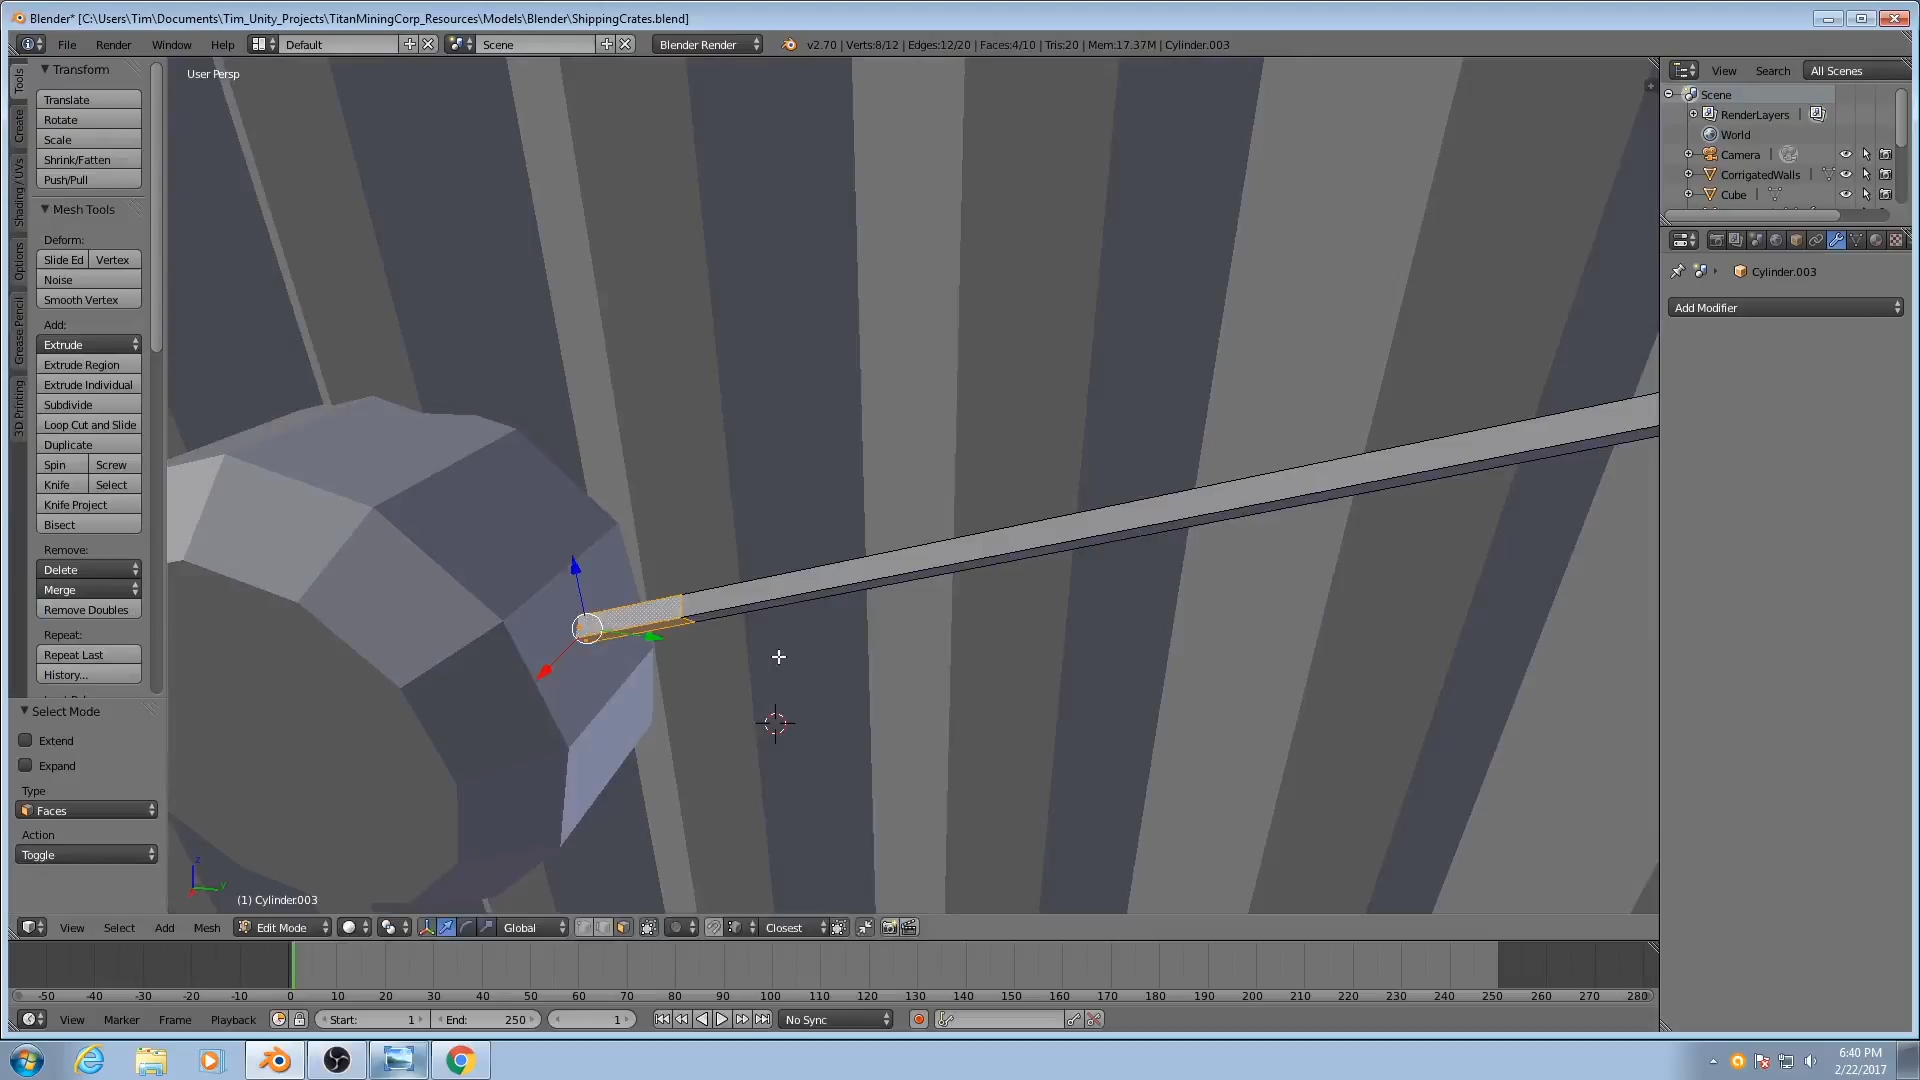 Blender* [C:\Users\Tim\Documents\Tim_Unity_Projects\TitanMiningCorp_Resources\Models\Blender\ShippingCrates.blend]
File Render Window Help Default Scene Blender Render v2.70 | Verts:8/12 | Edges:12/20 | Faces:4/10 | Tris:20 | Mem:17.37M | Cylinder.003
Tools
Create
Shading / UVs
Options
Grease Pencil
3D Printing
Transform
Translate
Rotate
Scale
Shrink/Fatten
Push/Pull
Mesh Tools
Deform:
Slide Ed Vertex
Noise
Smooth Vertex
Add:
Extrude
Extrude Region
Extrude Individual
Subdivide
Loop Cut and Slide
Duplicate
Spin Screw
Knife Select
Knife Project
Bisect
Remove:
Delete
Merge
Remove Doubles
Repeat:
Repeat Last
History...
Select Mode
Extend
Expand
Type
Faces
Action
Toggle
User Persp
z
y
(1) Cylinder.003
View Search All Scenes
Scene
RenderLayers |
World
Camera |
CorrigatedWalls |
Cube |
Cylinder.003
Add Modifier
View Select Add Mesh Edit Mode Global Closest
-50 -40 -30 -20 -10 0 10 20 30 40 50 60 70 80 90 100 110 120 130 140 150 160 170 180 190 200 210 220 230 240 250 260 270 280
View Marker Frame Playback Start: 1 End: 250 1 No Sync
6:40 PM
2/22/2017